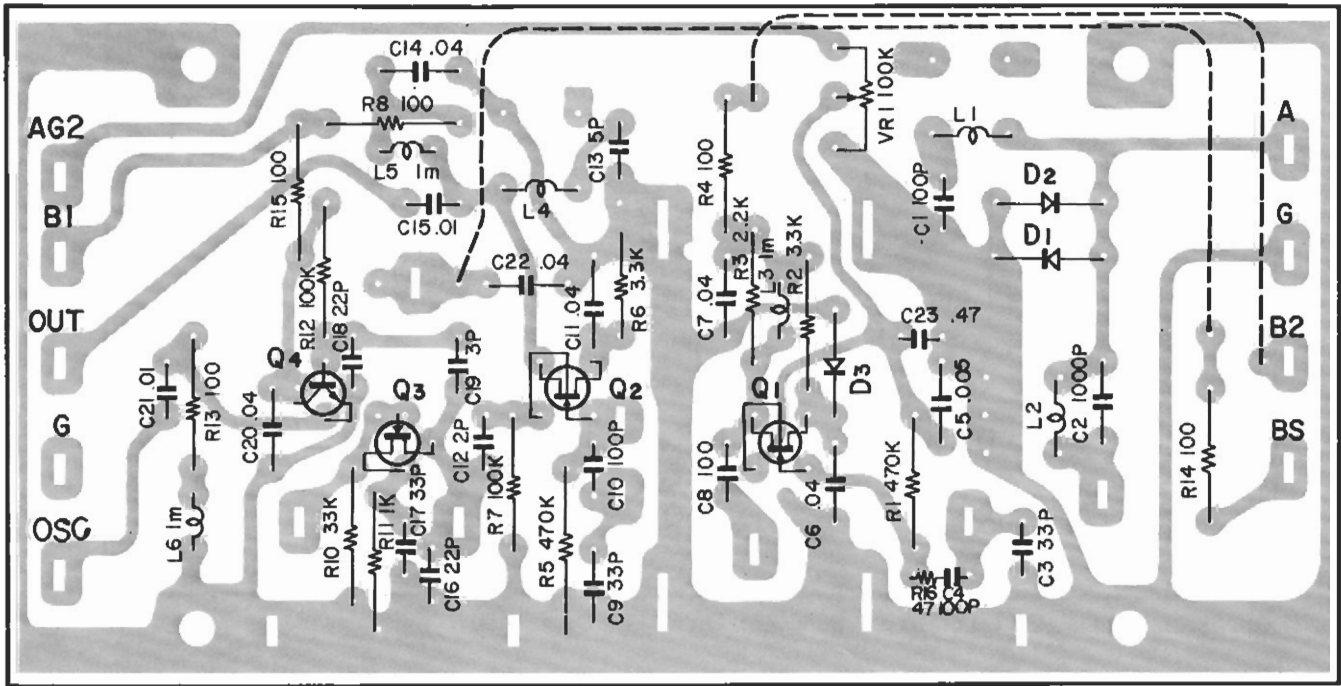 C14 .04
R8 100
AG2
L5 1m
R15 100
B1
C15 .01
L4
C13 5P
R4 100
VR1 100K
L1
A
C1 100P
D2
G
D1
R12 100K
C18 22P
C22 .04
C11 .04
R6 3.3K
C7 .04
R3 2.2K
L3 1m
R2 3.3K
OUT
Q4
C19 3P
Q2
Q1
D3
C23 .47
B2
C21 .01
R13 100
C20 .04
Q3
C12 2P
R7 100K
C10 100P
C8 100
C6 .04
R1 470K
C5 .005
L2
C2 1000P
R14 100
BS
G
OSC
L6 1m
R10 33K
R11 1K
C17 33P
C16 22P
R5 470K
C9 33P
R16
47
C4
100P
C3 33P